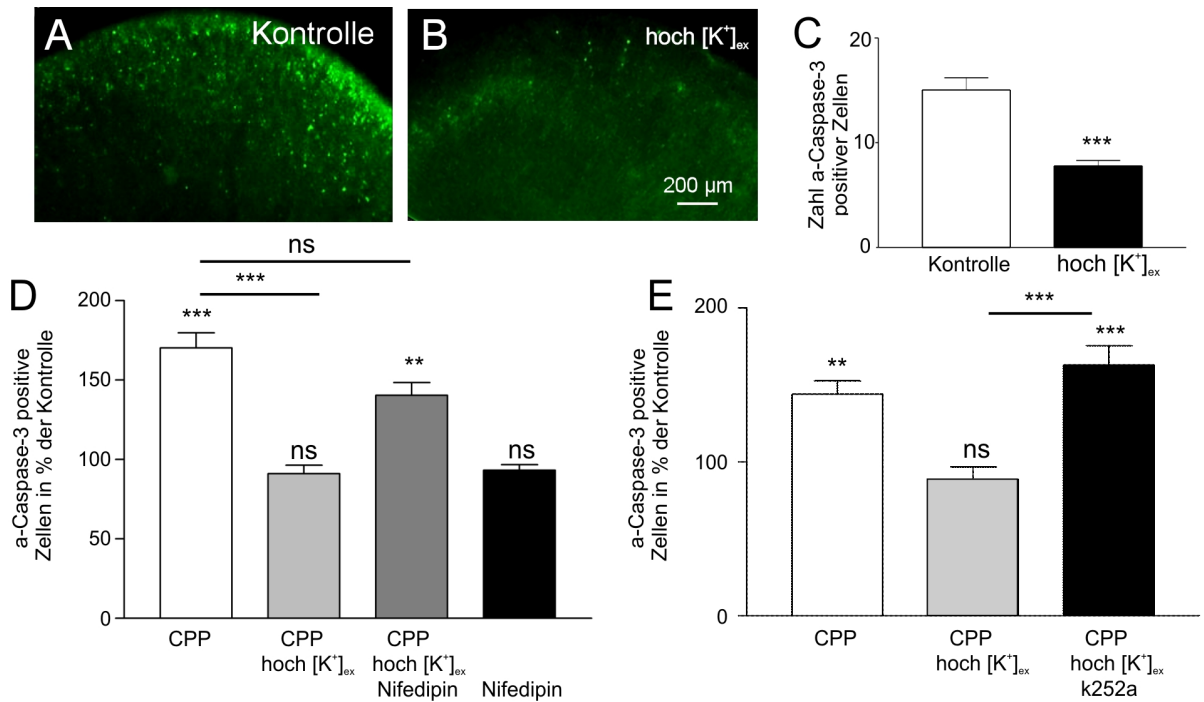 A
Kontrolle
B
hoch [K⁺]ex
200 µm
C
Zahl a-Caspase-3
positiver Zellen
20
10
0
***
Kontrolle
hoch [K⁺]ex
D
a-Caspase-3 positive
Zellen in % der Kontrolle
200
150
100
50
0
ns
***
***
ns
**
ns
CPP
CPP
hoch [K⁺]ex
CPP
hoch [K⁺]ex
Nifedipin
Nifedipin
E
a-Caspase-3 positive
Zellen in % der Kontrolle
200
100
0
***
**
ns
***
CPP
CPP
hoch [K⁺]ex
CPP
hoch [K⁺]ex
k252a